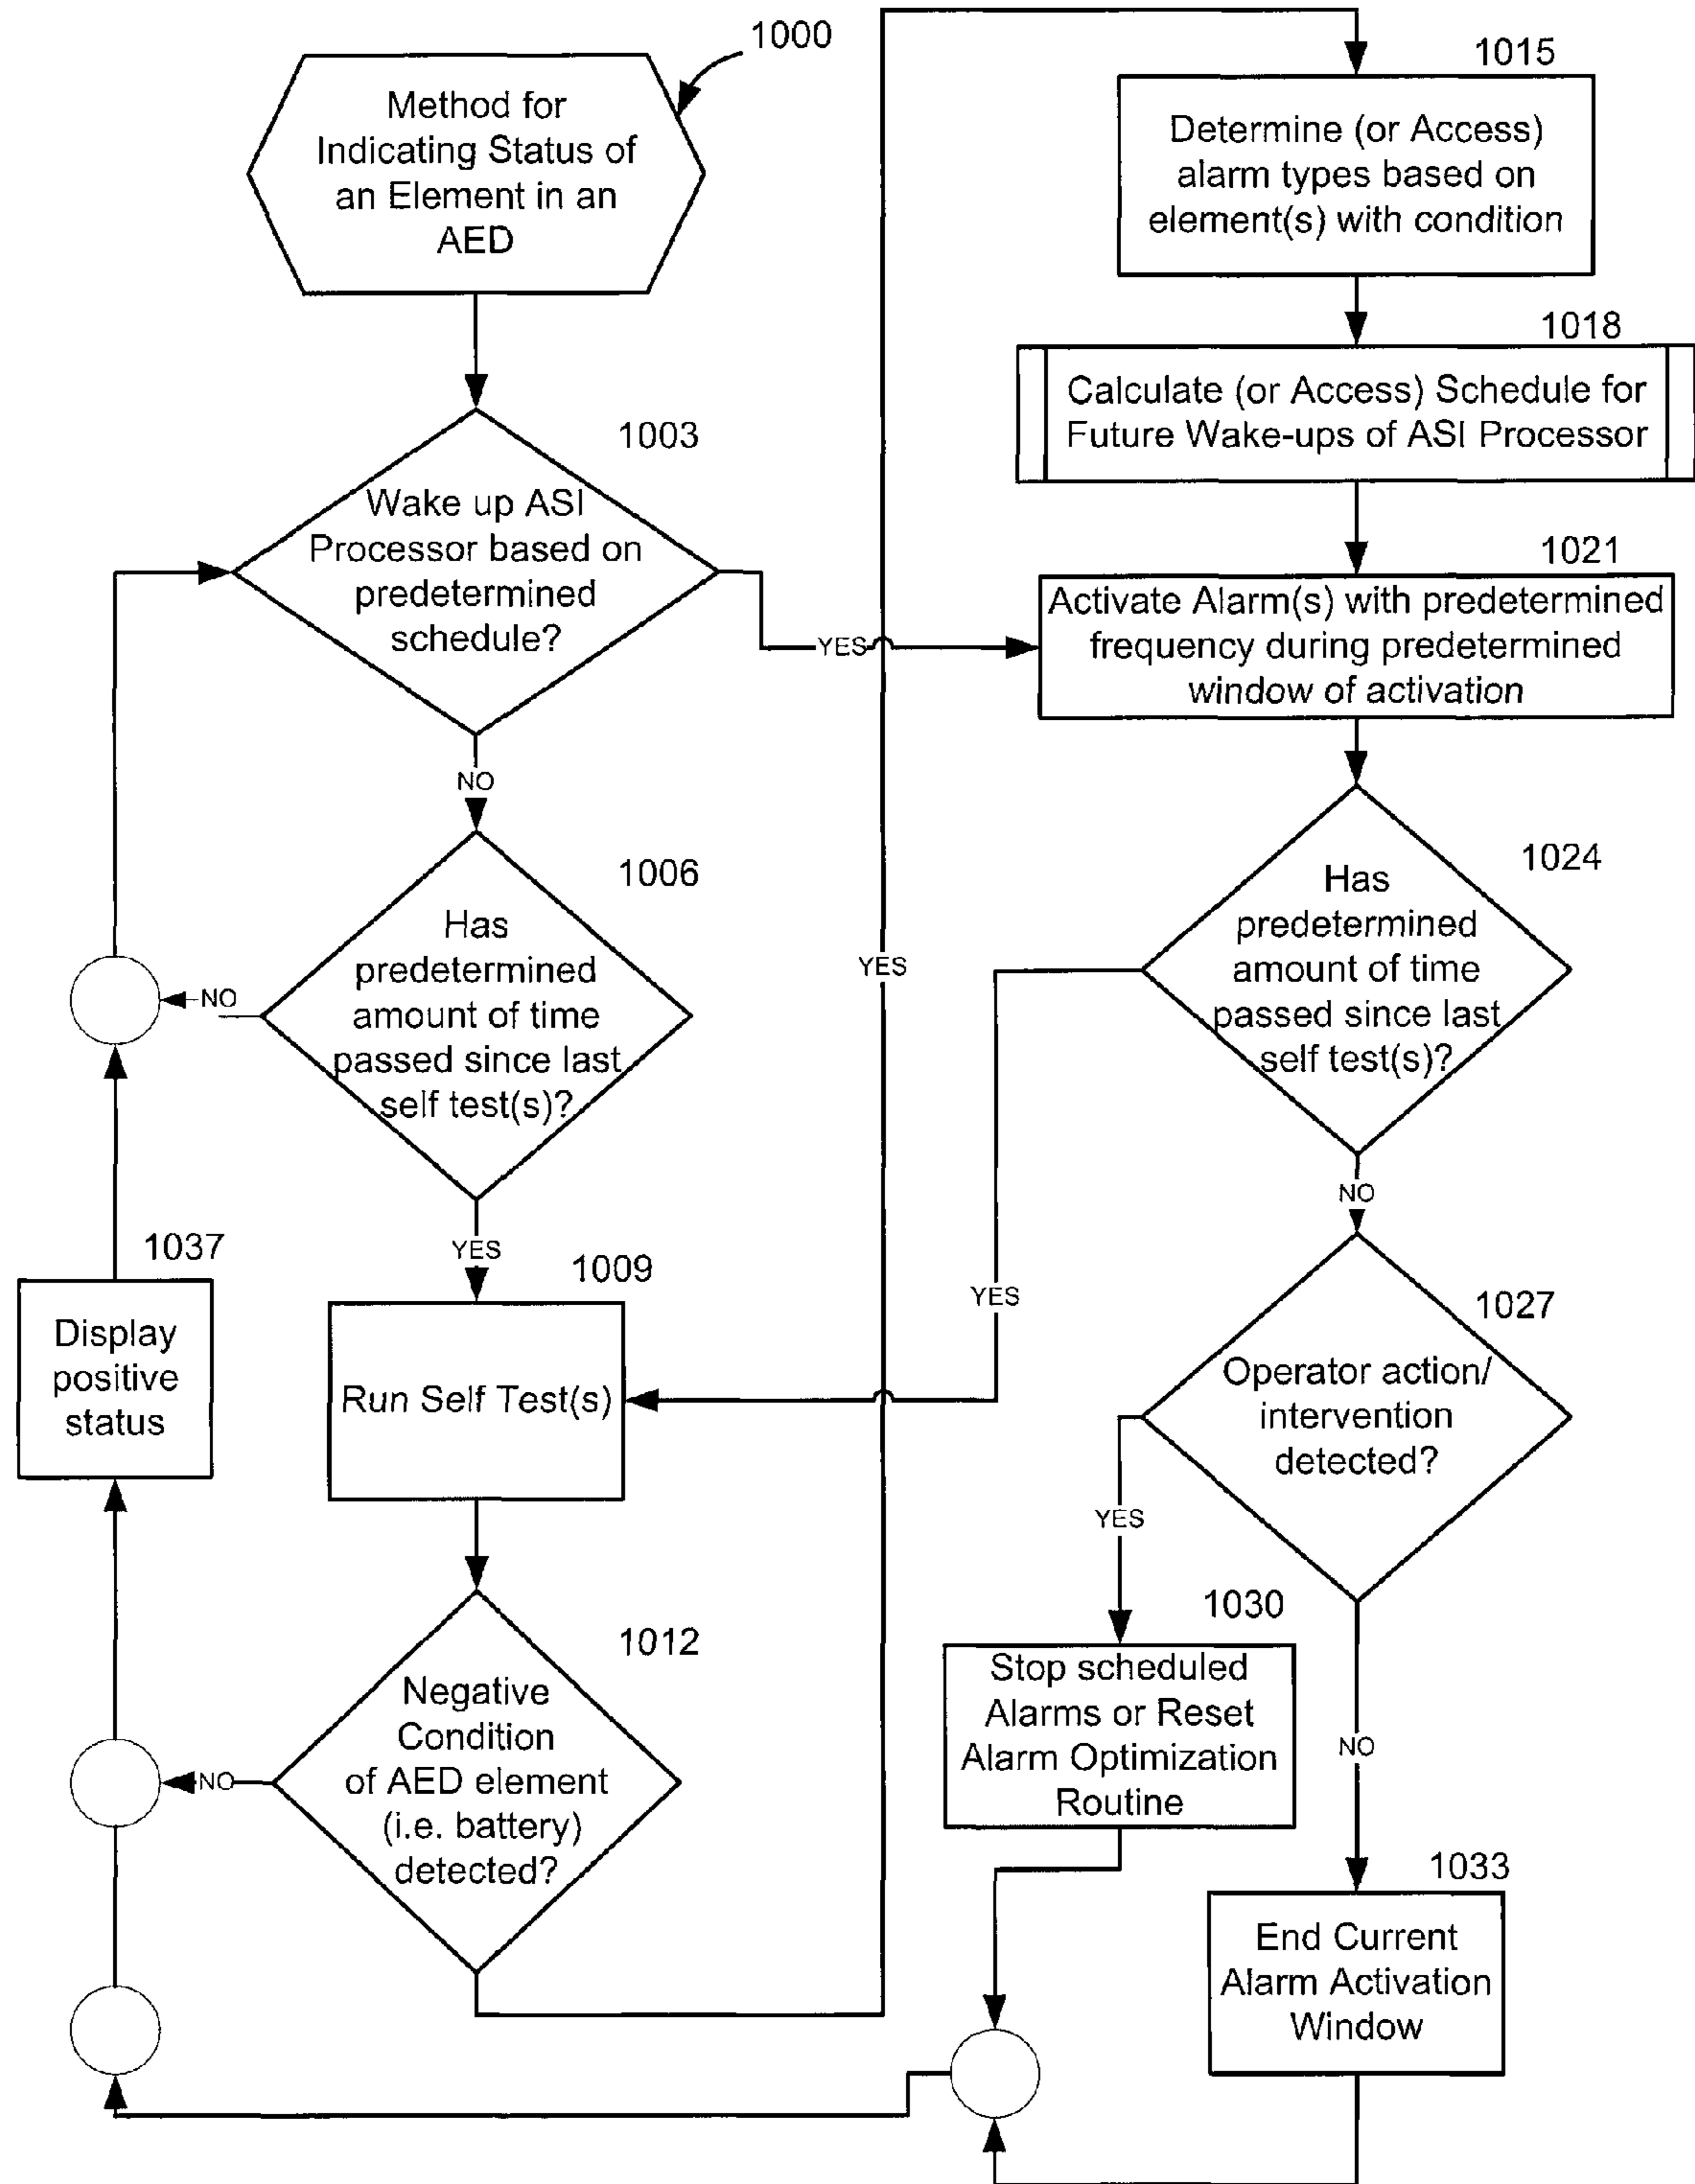 1000
Method for
Indicating Status of
an Element in an
AED
1003
Wake up ASI
Processor based on
predetermined
schedule?
YES
NO
1006
Has
predetermined
amount of time
passed since last
self test(s)?
NO
YES
1009
Run Self Test(s)
1012
Negative
Condition
of AED element
(i.e. battery)
detected?
NO
YES
1037
Display
positive
status
1015
Determine (or Access)
alarm types based on
element(s) with condition
1018
Calculate (or Access) Schedule for
Future Wake-ups of ASI Processor
1021
Activate Alarm(s) with predetermined
frequency during predetermined
window of activation
1024
Has
predetermined
amount of time
passed since last
self test(s)?
YES
NO
1027
Operator action/
intervention
detected?
YES
NO
1030
Stop scheduled
Alarms or Reset
Alarm Optimization
Routine
1033
End Current
Alarm Activation
Window